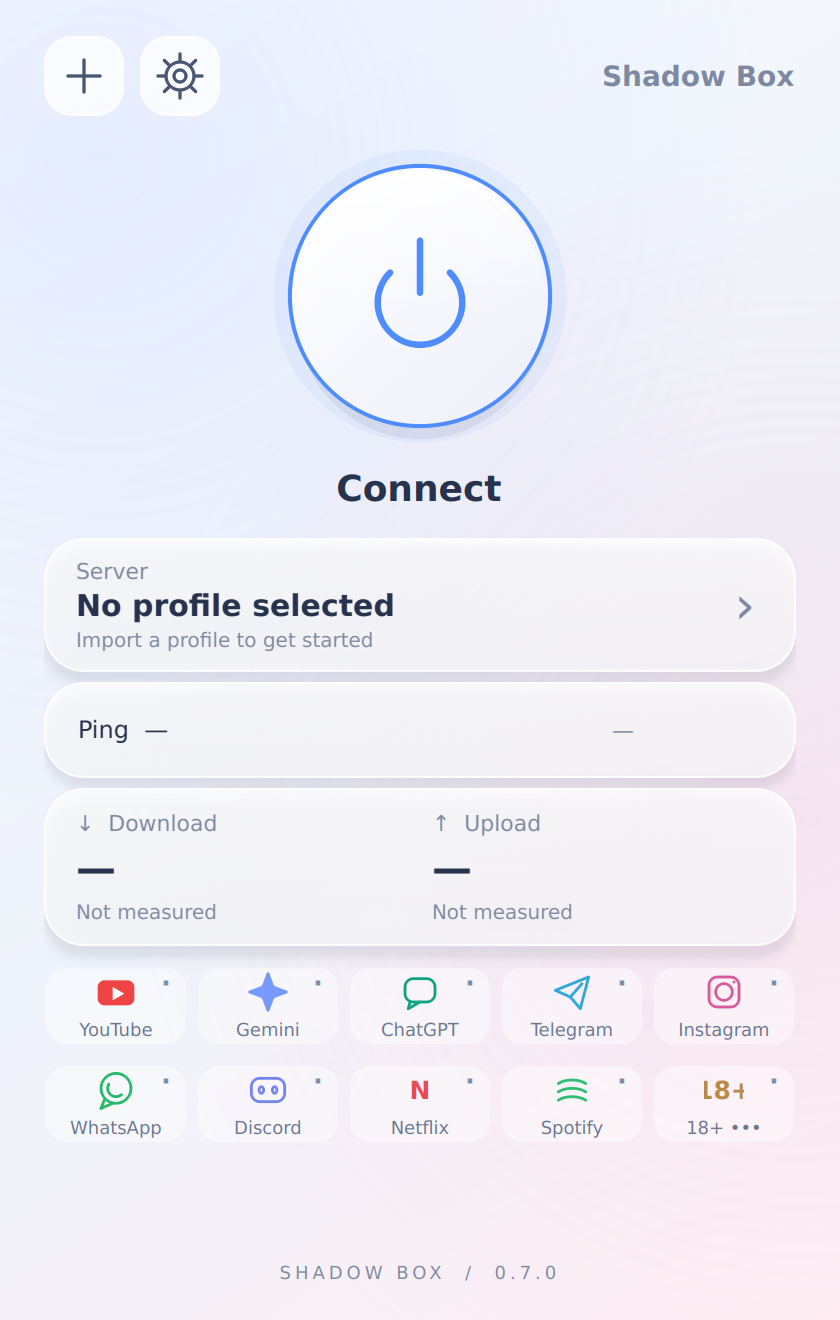 Shadow Box
Connect
Server
No profile selected
Import a profile to get started
Ping — —
↓ Download ↑ Upload
— —
Not measured Not measured
YouTube Gemini ChatGPT Telegram Instagram
N 18+
WhatsApp Discord Netflix Spotify 18+ •••
SHADOW BOX / 0.7.0